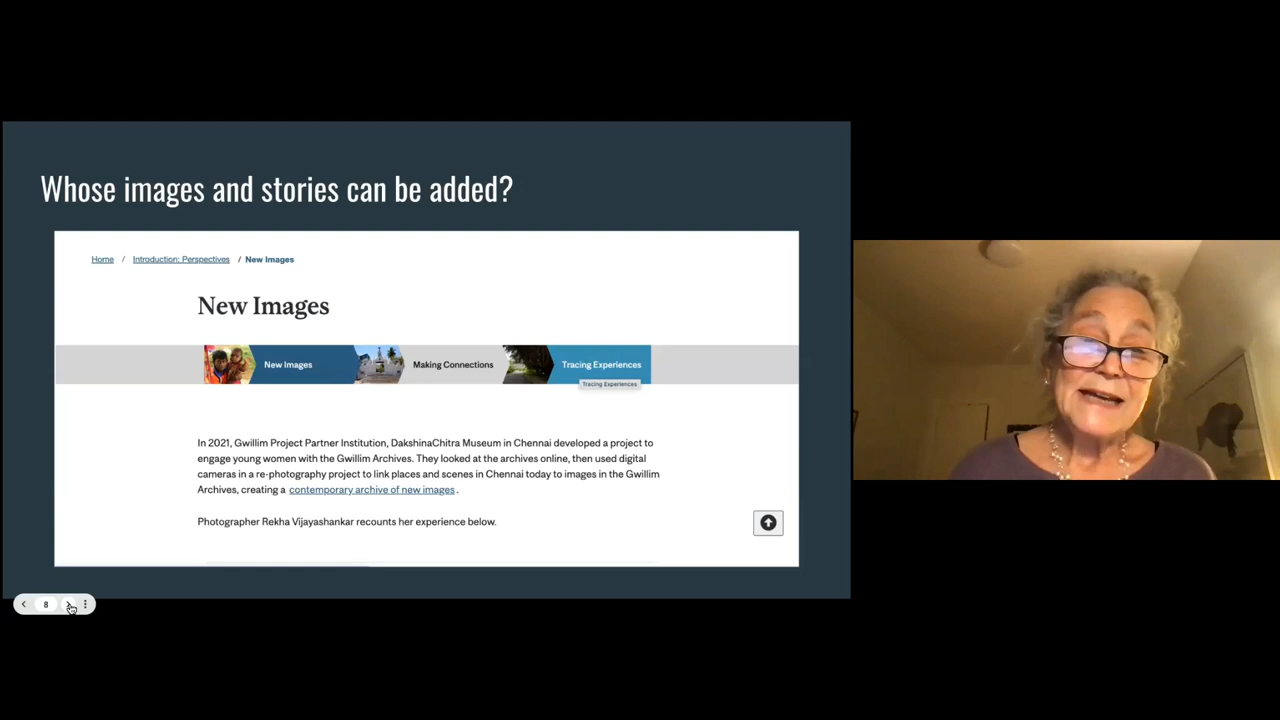 Whose images and stories can be added?
Home / Introduction: Perspectives / New Images
New Images
New Images Making Connections Tracing Experiences
Tracing Experiences
In 2021, Gwillim Project Partner Institution, DakshinaChitra Museum in Chennai developed a project to
engage young women with the Gwillim Archives. They looked at the archives online, then used digital
cameras in a re-photography project to link places and scenes in Chennai today to images in the Gwillim
Archives, creating a contemporary archive of new images .
Photographer Rekha Vijayashankar recounts her experience below.
8